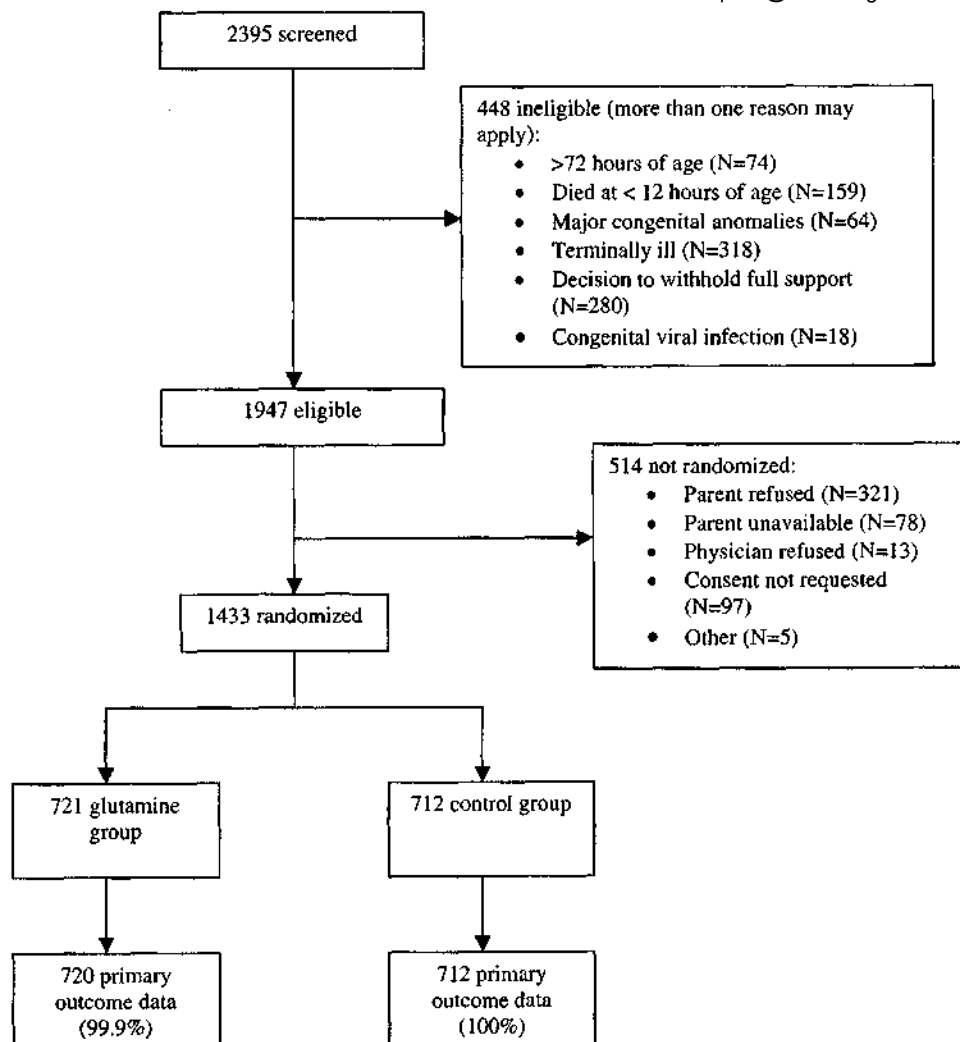 2395 screened
448 ineligible (more than one reason may
apply):
• >72 hours of age (N=74)
• Died at < 12 hours of age (N=159)
• Major congenital anomalies (N=64)
• Terminally ill (N=318)
• Decision to withhold full support
(N=280)
• Congenital viral infection (N=18)
1947 eligible
514 not randomized:
• Parent refused (N=321)
• Parent unavailable (N=78)
• Physician refused (N=13)
• Consent not requested
(N=97)
• Other (N=5)
1433 randomized
721 glutamine
group
712 control group
720 primary
outcome data
(99.9%)
712 primary
outcome data
(100%)